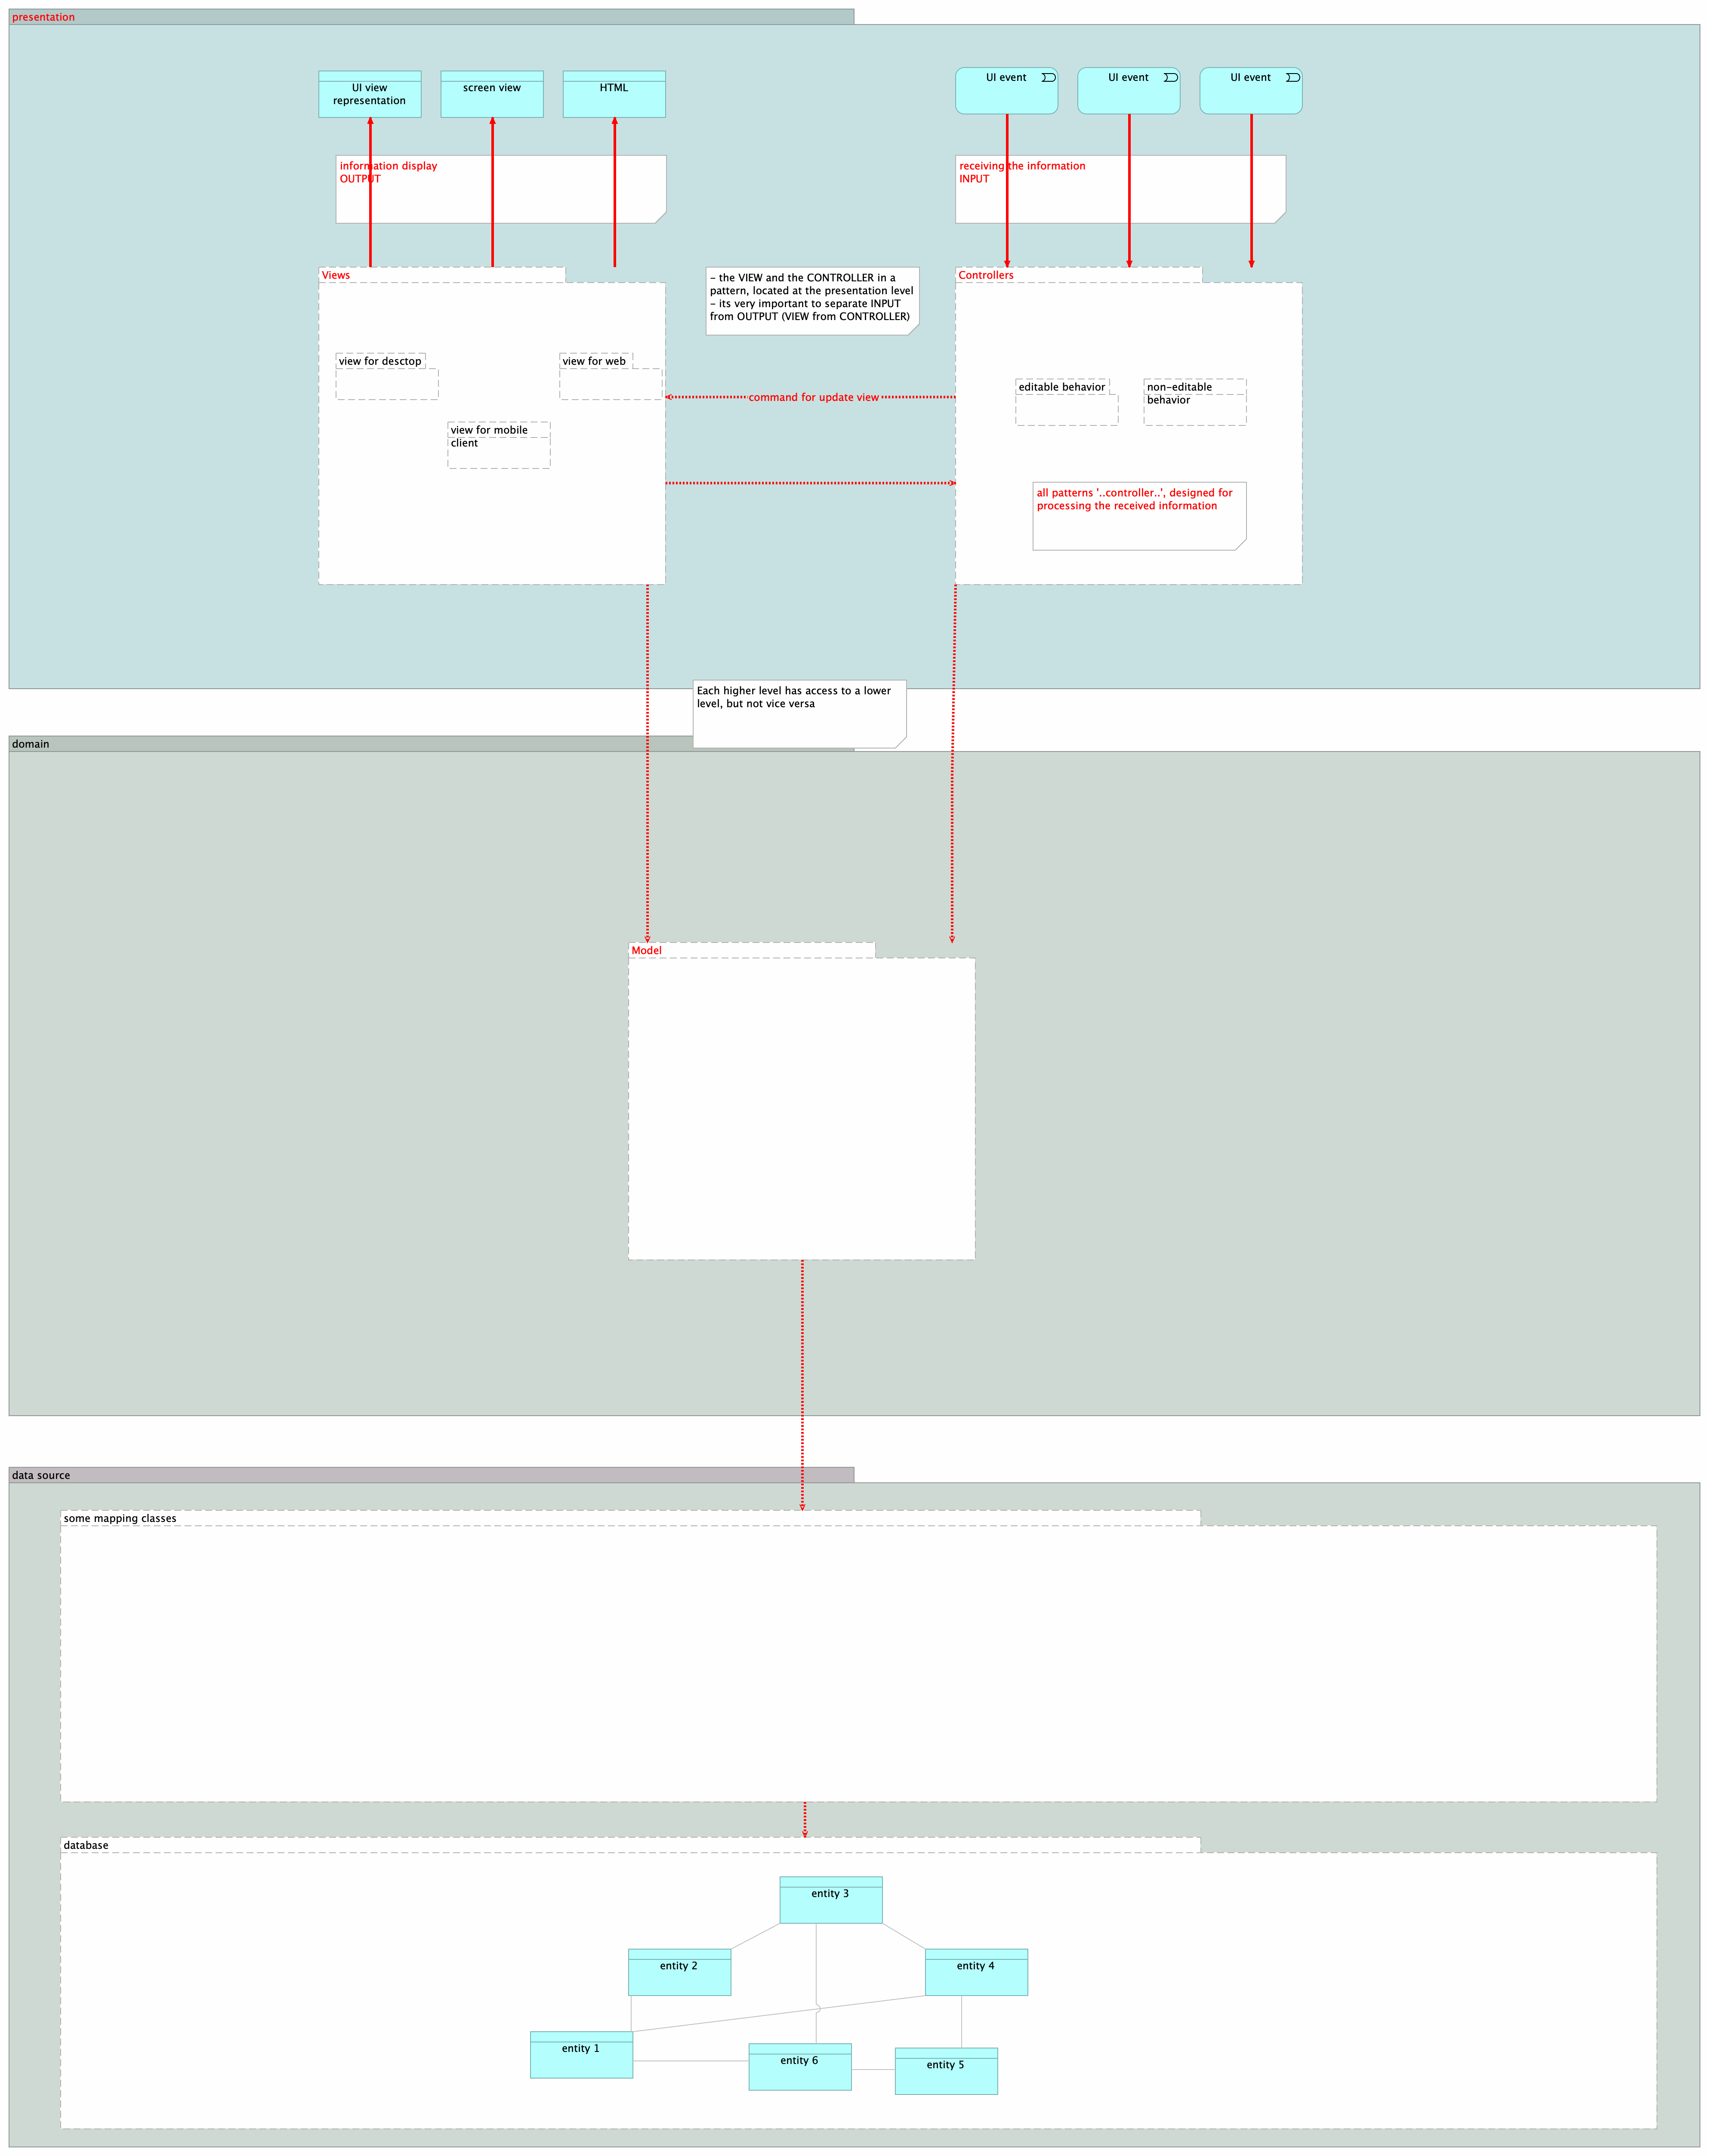 presentation
UI view
representation
screen view
HTML
UI event
UI event
UI event
information display
OUTPUT
receiving the information
INPUT
Views
- the VIEW and the CONTROLLER in a
pattern, located at the presentation level
- its very important to separate INPUT
from OUTPUT (VIEW from CONTROLLER)
Controllers
view for desctop
view for web
view for mobile
client
command for update view
editable behavior
non-editable
behavior
all patterns '..controller..', designed for
processing the received information
Each higher level has access to a lower
level, but not vice versa
domain
Model
data source
some mapping classes
database
entity 3
entity 2
entity 4
entity 1
entity 6
entity 5